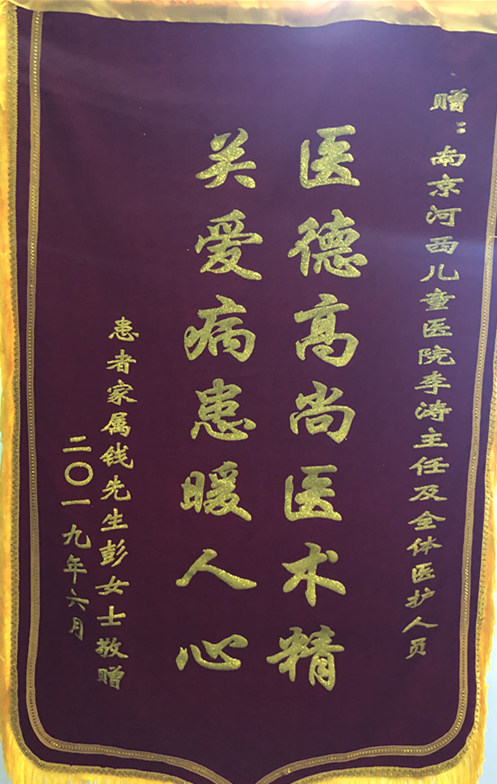 赠：南京河西儿童医院李涛主任及全体医护人员
医德高尚医术精
关爱病患暖人心
患者家属钱先生彭女士敬赠
二〇一九年六月